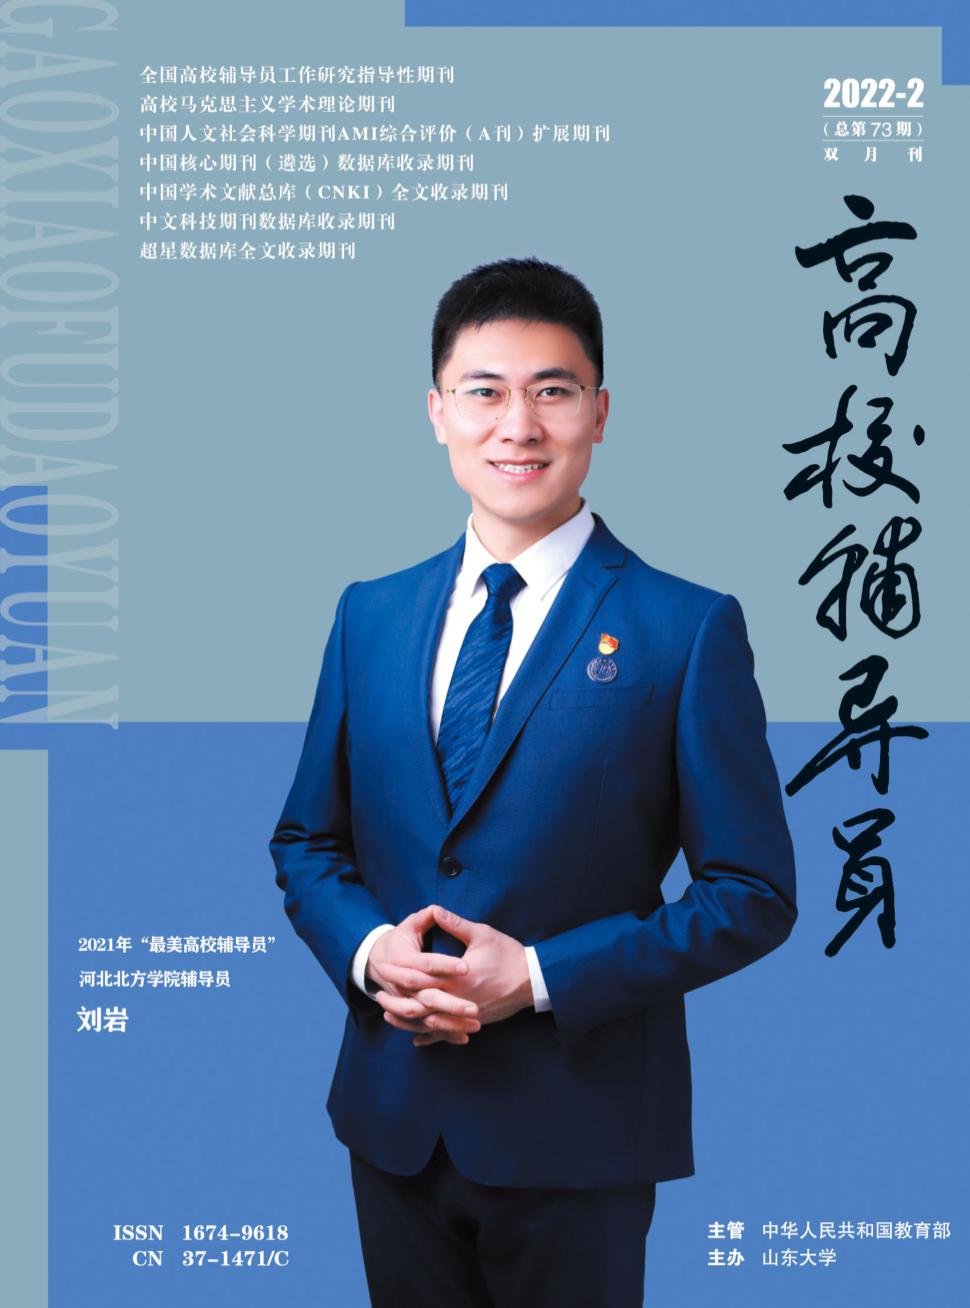 GAOXIAOFUDAOYUAN
全国高校辅导员工作研究指导性期刊
高校马克思主义学术理论期刊
中国人文社会科学期刊AMI综合评价（A刊）扩展期刊
中国核心期刊（遴选）数据库收录期刊
中国学术文献总库（CNKI）全文收录期刊
中文科技期刊数据库收录期刊
超星数据库全文收录期刊
2022-2
（总第73期）
双月刊
高校辅导员
2021年“最美高校辅导员”
河北北方学院辅导员
刘岩
ISSN 1674-9618
CN 37-1471/C
主管 中华人民共和国教育部
主办 山东大学